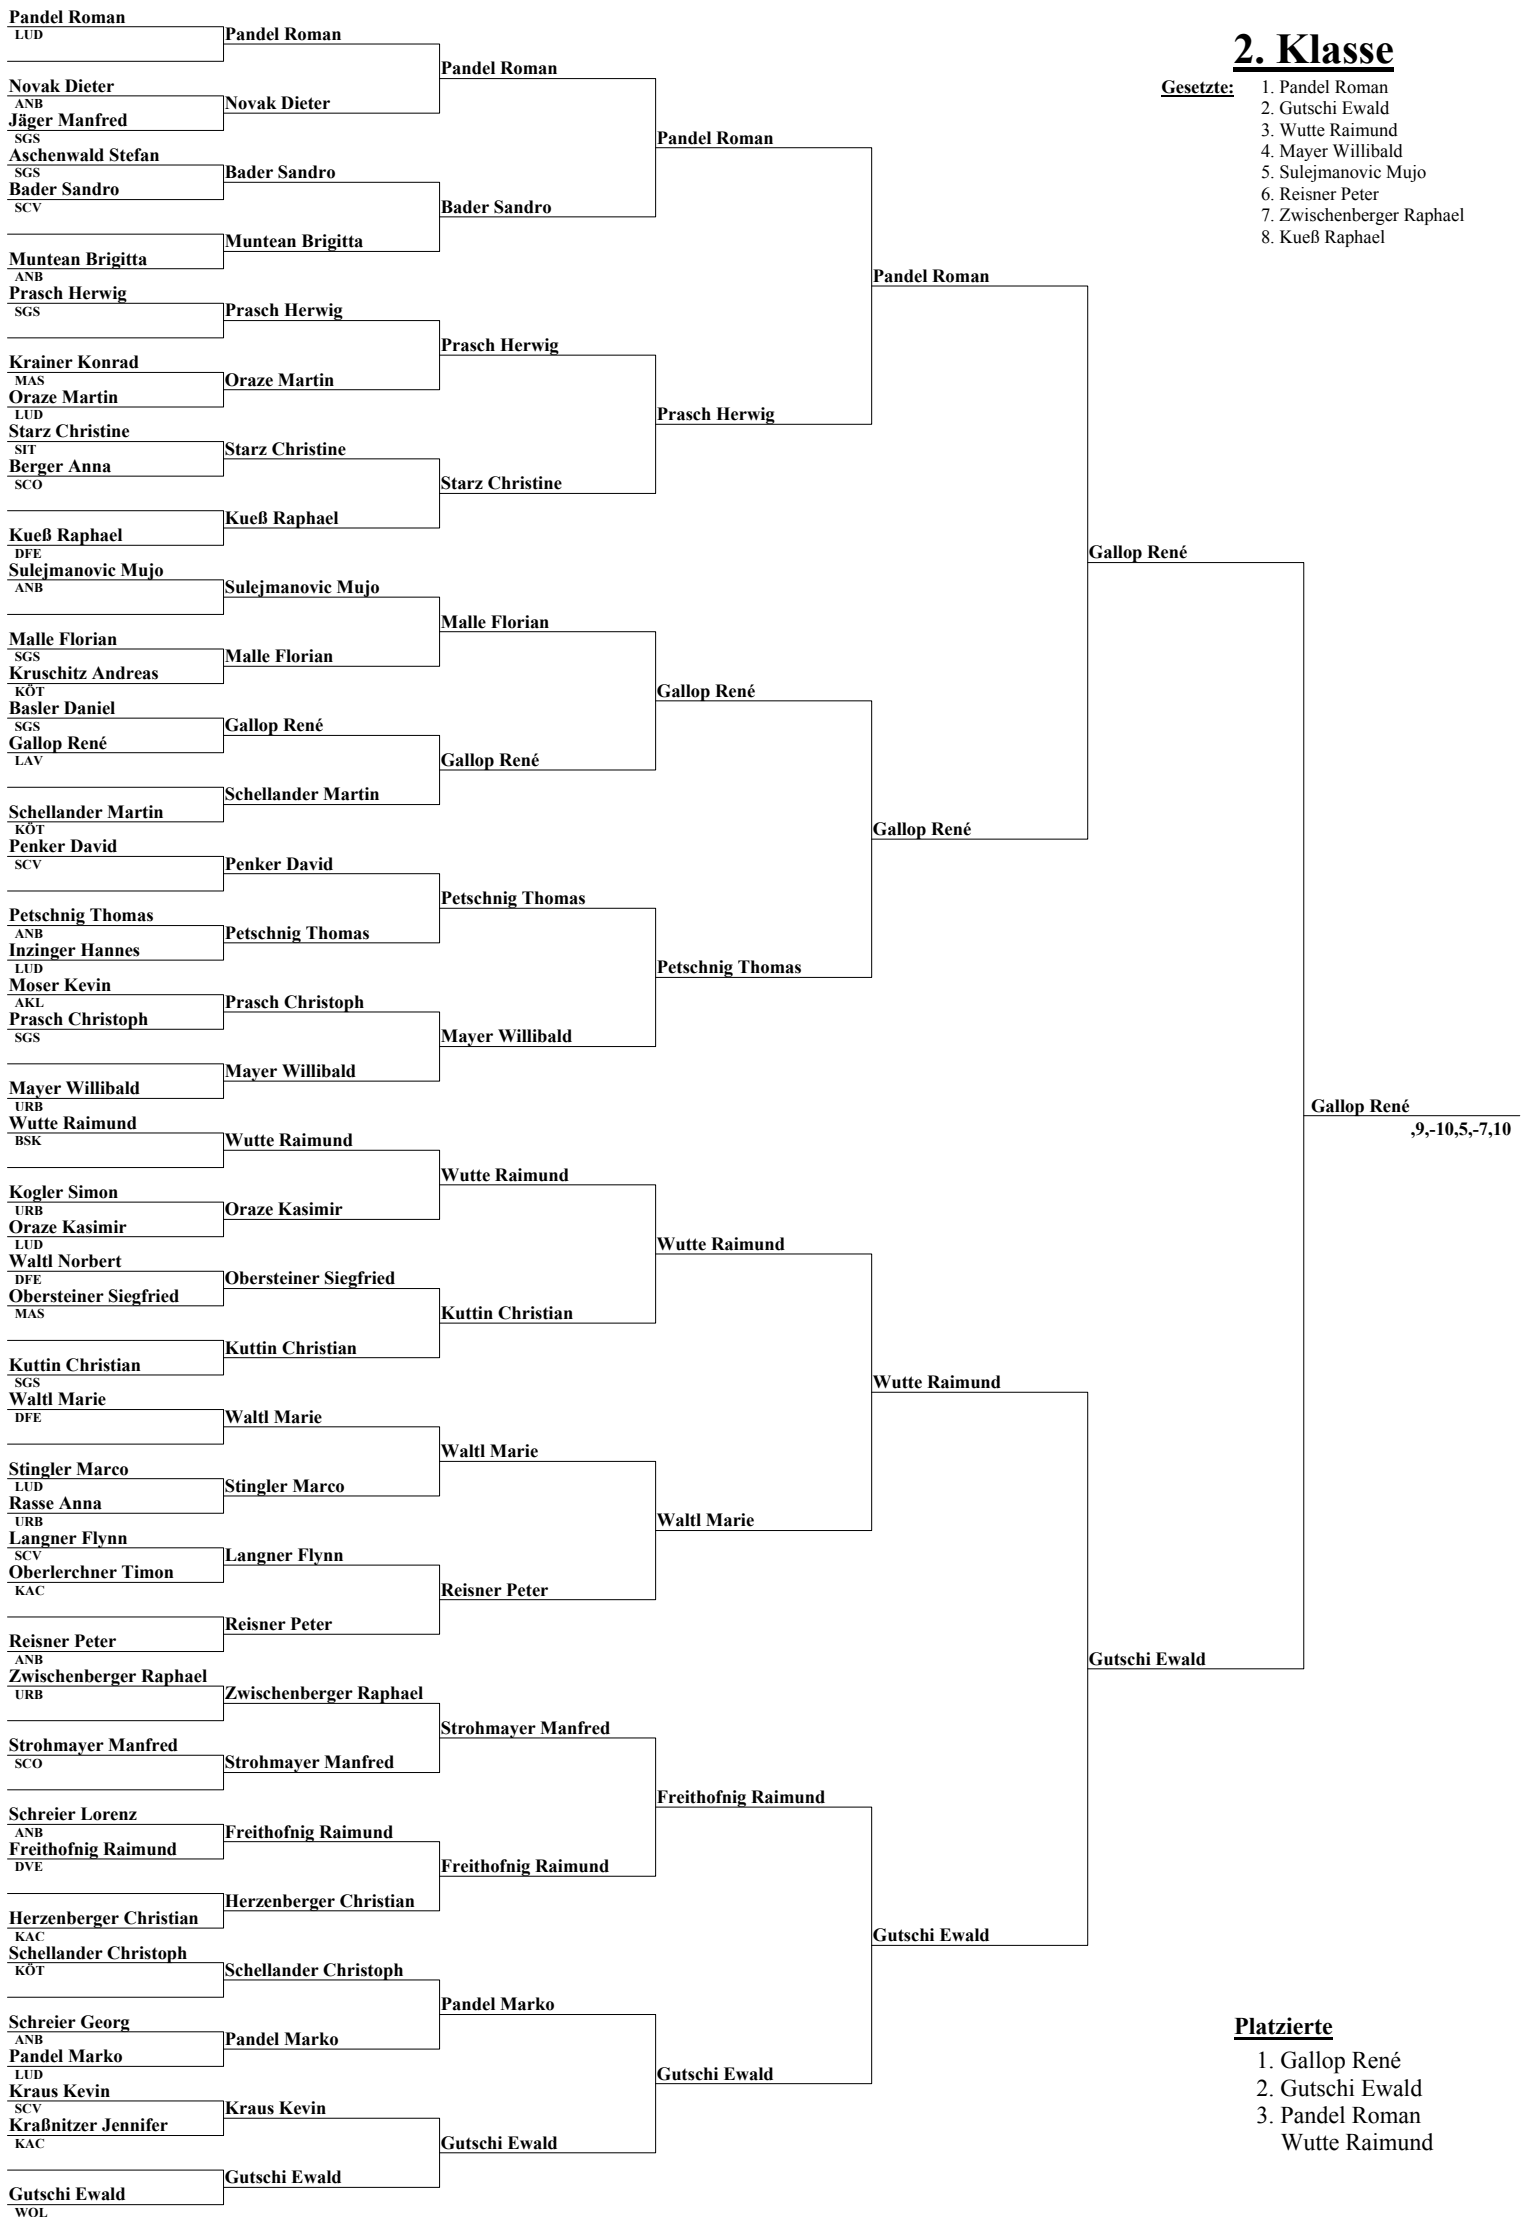 2. Klasse
Gesetzte:
1. Pandel Roman
2. Gutschi Ewald
3. Wutte Raimund
4. Mayer Willibald
5. Sulejmanovic Mujo
6. Reisner Peter
7. Zwischenberger Raphael
8. Kueß Raphael
Pandel Roman
LUD
Novak Dieter
ANB
Jäger Manfred
SGS
Aschenwald Stefan
SGS
Bader Sandro
SCV
Muntean Brigitta
ANB
Prasch Herwig
SGS
Krainer Konrad
MAS
Oraze Martin
LUD
Starz Christine
SIT
Berger Anna
SCO
Kueß Raphael
DFE
Sulejmanovic Mujo
ANB
Malle Florian
SGS
Kruschitz Andreas
KÖT
Basler Daniel
SGS
Gallop René
LAV
Schellander Martin
KÖT
Penker David
SCV
Petschnig Thomas
ANB
Inzinger Hannes
LUD
Moser Kevin
AKL
Prasch Christoph
SGS
Mayer Willibald
URB
Wutte Raimund
BSK
Kogler Simon
URB
Oraze Kasimir
LUD
Waltl Norbert
DFE
Obersteiner Siegfried
MAS
Kuttin Christian
SGS
Waltl Marie
DFE
Stingler Marco
LUD
Rasse Anna
URB
Langner Flynn
SCV
Oberlerchner Timon
KAC
Reisner Peter
ANB
Zwischenberger Raphael
URB
Strohmayer Manfred
SCO
Schreier Lorenz
ANB
Freithofnig Raimund
DVE
Herzenberger Christian
KAC
Schellander Christoph
KÖT
Schreier Georg
ANB
Pandel Marko
LUD
Kraus Kevin
SCV
Kraßnitzer Jennifer
KAC
Gutschi Ewald
WOL
Pandel Roman
Novak Dieter
Bader Sandro
Muntean Brigitta
Prasch Herwig
Oraze Martin
Starz Christine
Kueß Raphael
Sulejmanovic Mujo
Malle Florian
Gallop René
Schellander Martin
Penker David
Petschnig Thomas
Prasch Christoph
Mayer Willibald
Wutte Raimund
Oraze Kasimir
Obersteiner Siegfried
Kuttin Christian
Waltl Marie
Stingler Marco
Langner Flynn
Reisner Peter
Zwischenberger Raphael
Strohmayer Manfred
Freithofnig Raimund
Herzenberger Christian
Schellander Christoph
Pandel Marko
Kraus Kevin
Gutschi Ewald
Pandel Roman
Bader Sandro
Prasch Herwig
Starz Christine
Malle Florian
Gallop René
Petschnig Thomas
Mayer Willibald
Wutte Raimund
Kuttin Christian
Waltl Marie
Reisner Peter
Strohmayer Manfred
Freithofnig Raimund
Pandel Marko
Gutschi Ewald
Pandel Roman
Prasch Herwig
Gallop René
Petschnig Thomas
Wutte Raimund
Waltl Marie
Freithofnig Raimund
Gutschi Ewald
Pandel Roman
Gallop René
Wutte Raimund
Gutschi Ewald
Gallop René
Gutschi Ewald
Gallop René
,9,-10,5,-7,10
Platzierte
1. Gallop René
2. Gutschi Ewald
3. Pandel Roman
Wutte Raimund